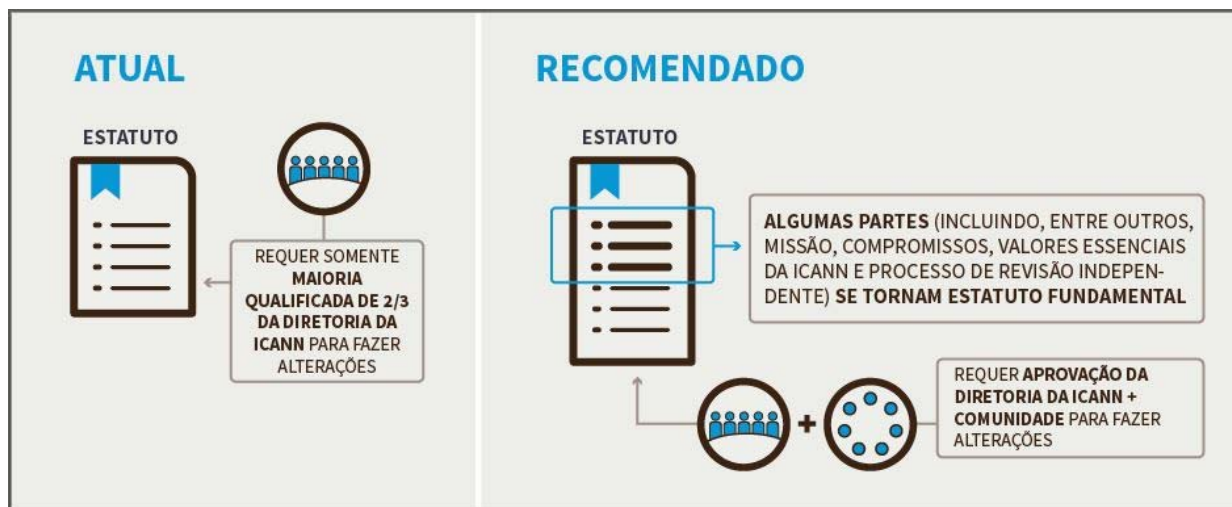 ATUAL
ESTATUTO
REQUER SOMENTE
MAIORIA
QUALIFICADA DE 2/3
DA DIRETORIA DA
ICANN PARA FAZER
ALTERAÇÕES
RECOMENDADO
ESTATUTO
ALGUMAS PARTES (INCLUINDO, ENTRE OUTROS,
MISSÃO, COMPROMISSOS, VALORES ESSENCIAIS
DA ICANN E PROCESSO DE REVISÃO INDEPEN-
DENTE) SE TORNAM ESTATUTO FUNDAMENTAL
+
REQUER APROVAÇÃO DA
DIRETORIA DA ICANN +
COMUNIDADE PARA FAZER
ALTERAÇÕES